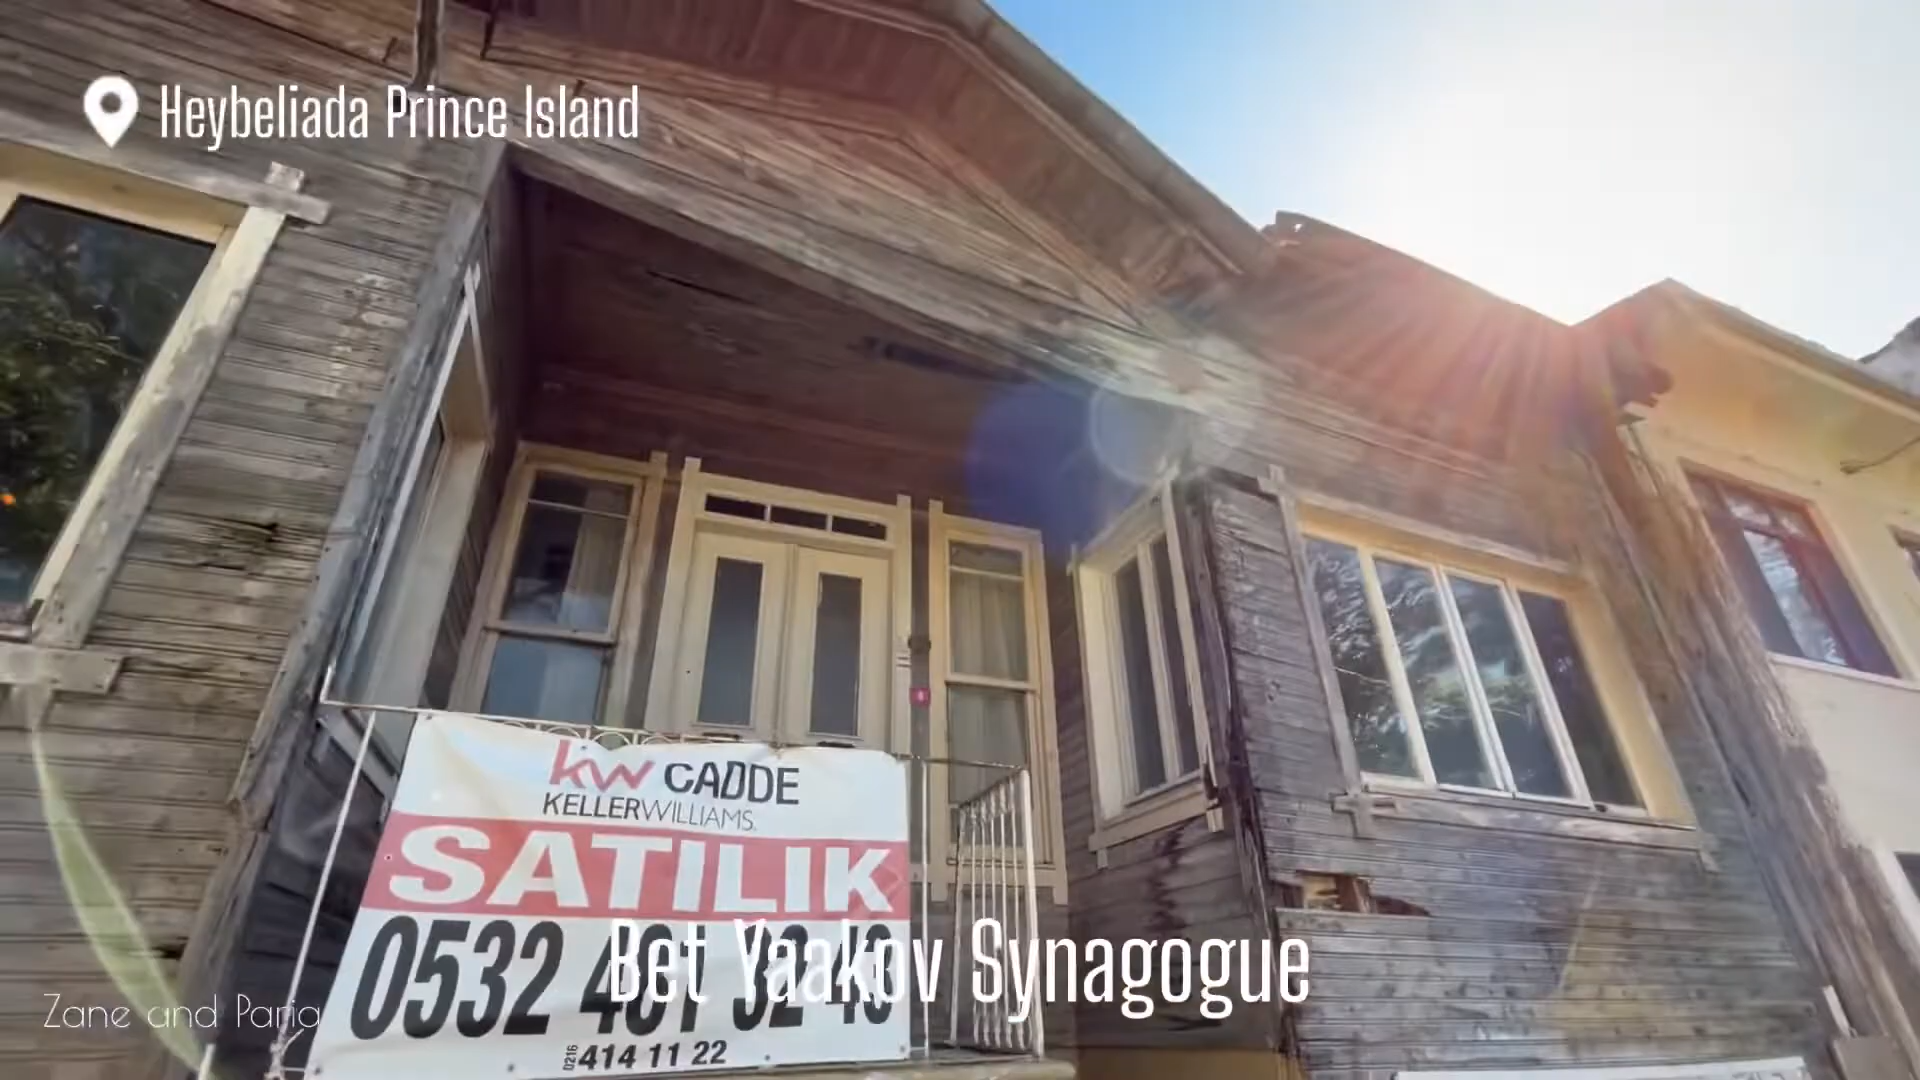 Heybeliada Prince Island
kw CADDE
KELLERWILLIAMS.
SATILIK
0532
Bet Yaakov Synagogue
0216 414 11 22
Zane and Paria